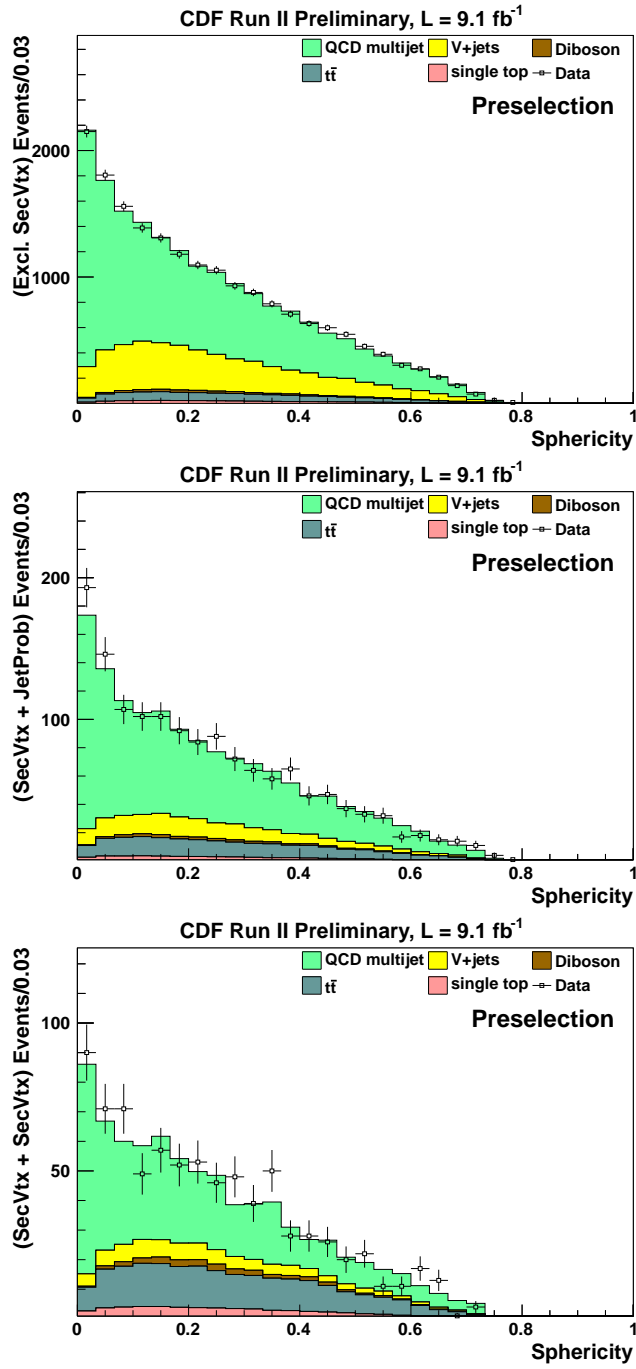 CDF Run II Preliminary, L = 9.1 fb⁻¹
QCD multijet V+jets Diboson
tt̄ single top Data
Preselection
(Excl. SecVtx) Events/0.03
2000
1000
0 0.2 0.4 0.6 0.8 1
Sphericity
CDF Run II Preliminary, L = 9.1 fb⁻¹
QCD multijet V+jets Diboson
tt̄ single top Data
Preselection
(SecVtx + JetProb) Events/0.03
200
100
0
0 0.2 0.4 0.6 0.8 1
Sphericity
CDF Run II Preliminary, L = 9.1 fb⁻¹
QCD multijet V+jets Diboson
tt̄ single top Data
Preselection
(SecVtx + SecVtx) Events/0.03
100
50
0
0 0.2 0.4 0.6 0.8 1
Sphericity